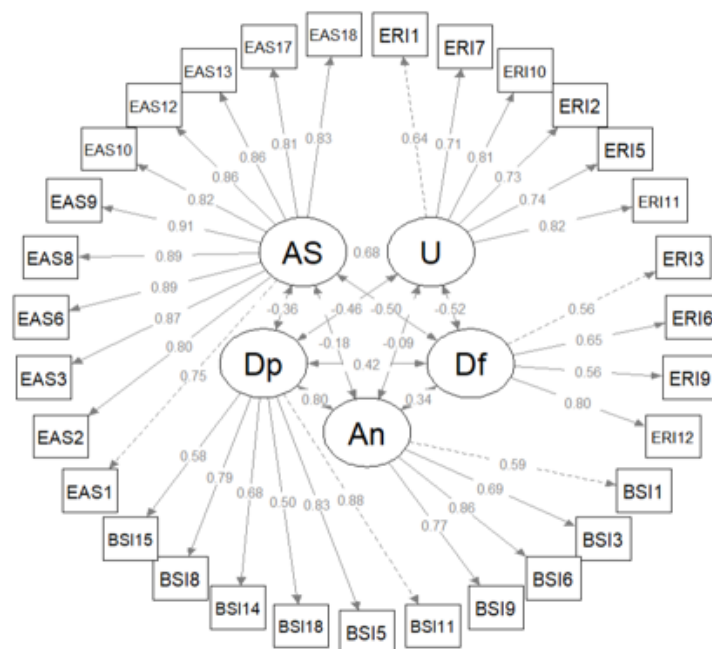 EAS18
ERI1
EAS17
ERI7
EAS13
ERI10
EAS12
ERI2
EAS10
ERI5
EAS9
ERI11
EAS8
ERI3
EAS6
ERI6
EAS3
ERI9
EAS2
ERI12
EAS1
BSI1
BSI15
BSI3
BSI8
BSI6
BSI14
BSI9
BSI18
BSI5
BSI11
AS
U
Dp
Df
An
0.83
0.81
0.86
0.86
0.82
0.91
0.89
0.89
0.87
0.80
0.75
0.64
0.71
0.81
0.73
0.74
0.82
0.68
-0.36
-0.46
-0.50
-0.52
-0.18
-0.09
0.42
0.80
0.34
0.56
0.65
0.56
0.80
0.58
0.79
0.68
0.50
0.83
0.88
0.59
0.69
0.86
0.77